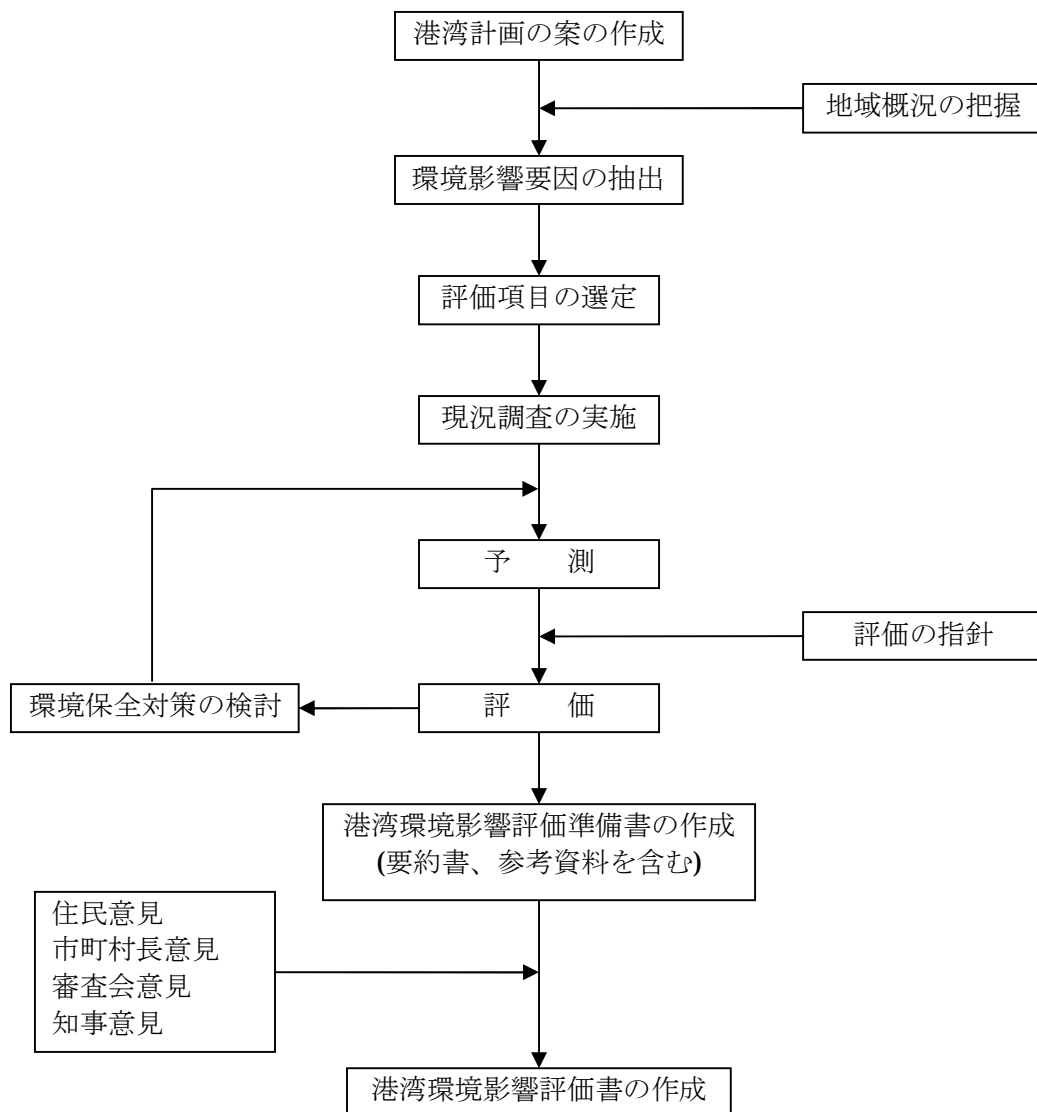 港湾計画の案の作成
地域概況の把握
環境影響要因の抽出
評価項目の選定
現況調査の実施
予　　測
評価の指針
環境保全対策の検討
評　　価
港湾環境影響評価準備書の作成
(要約書、参考資料を含む)
住民意見
市町村長意見
審査会意見
知事意見
港湾環境影響評価書の作成